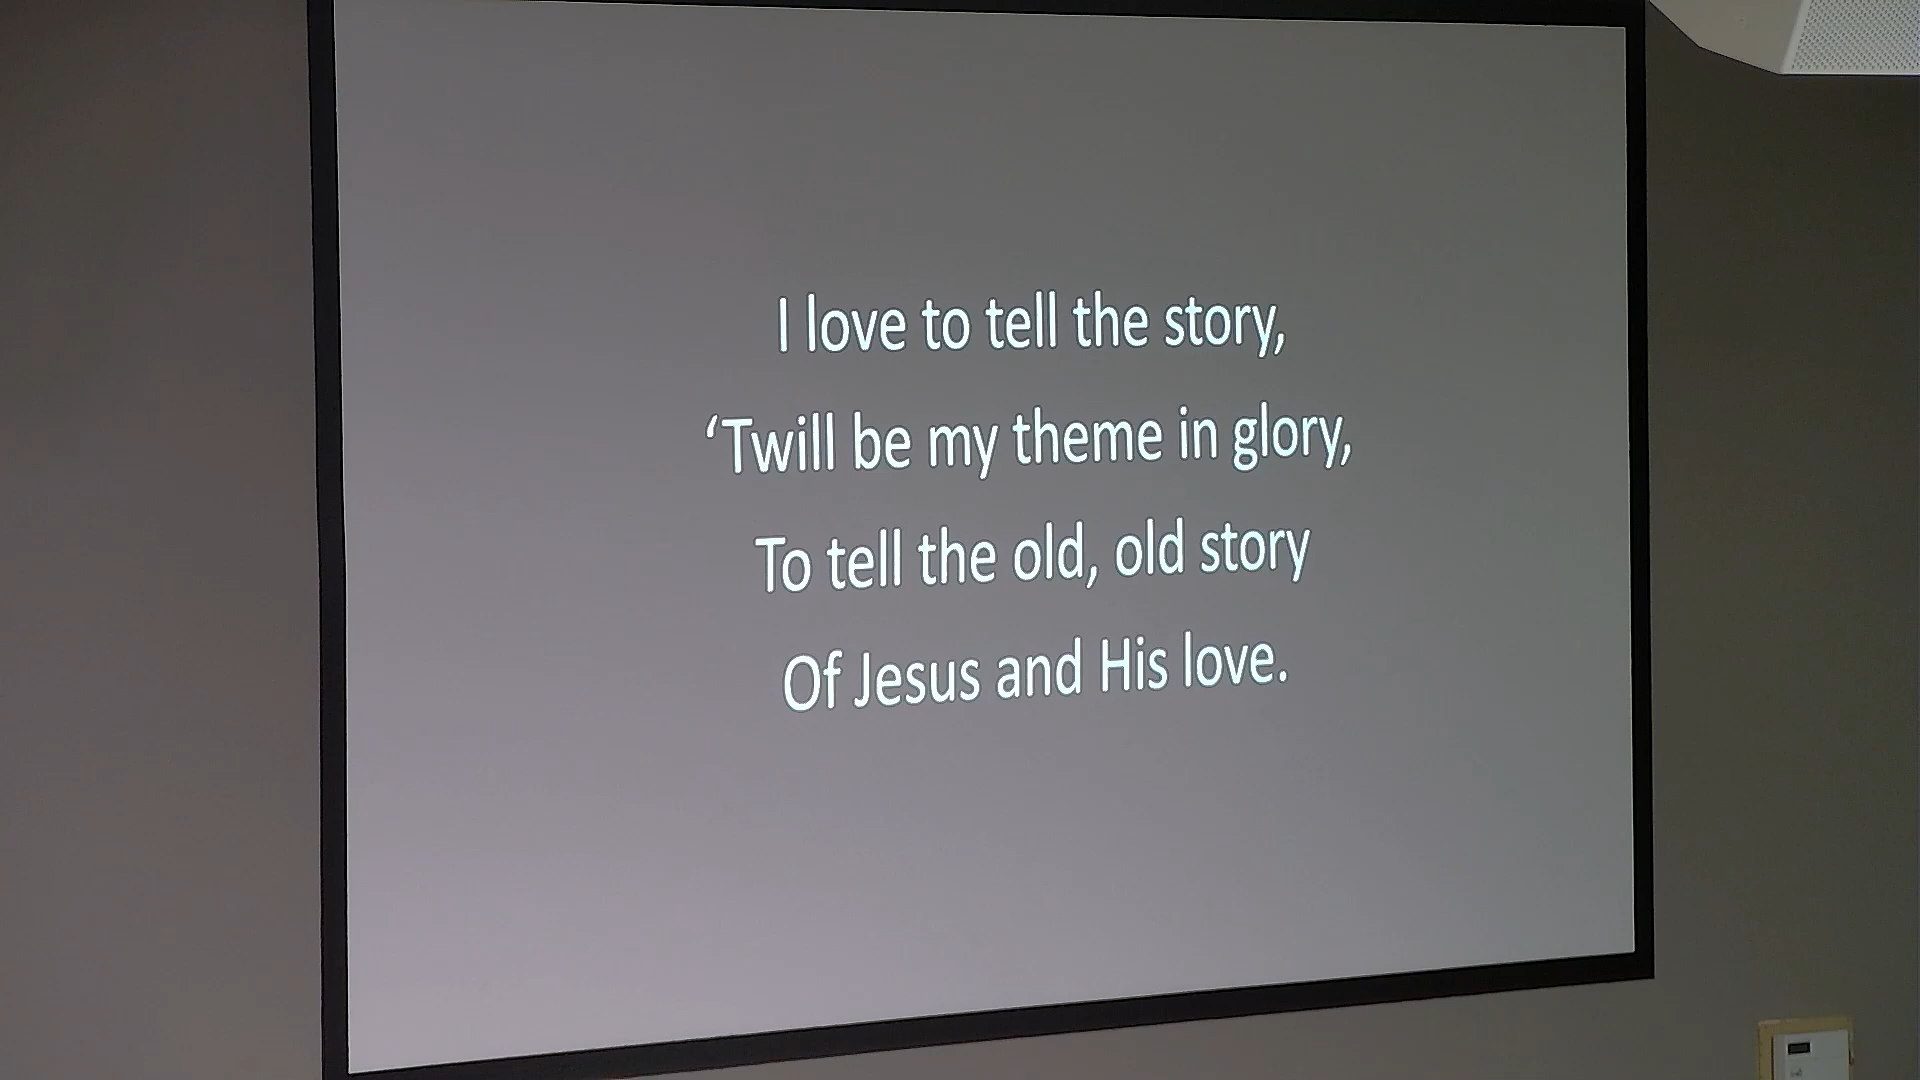 I love to tell the story,
‘Twill be my theme in glory,
To tell the old, old story
Of Jesus and His love.